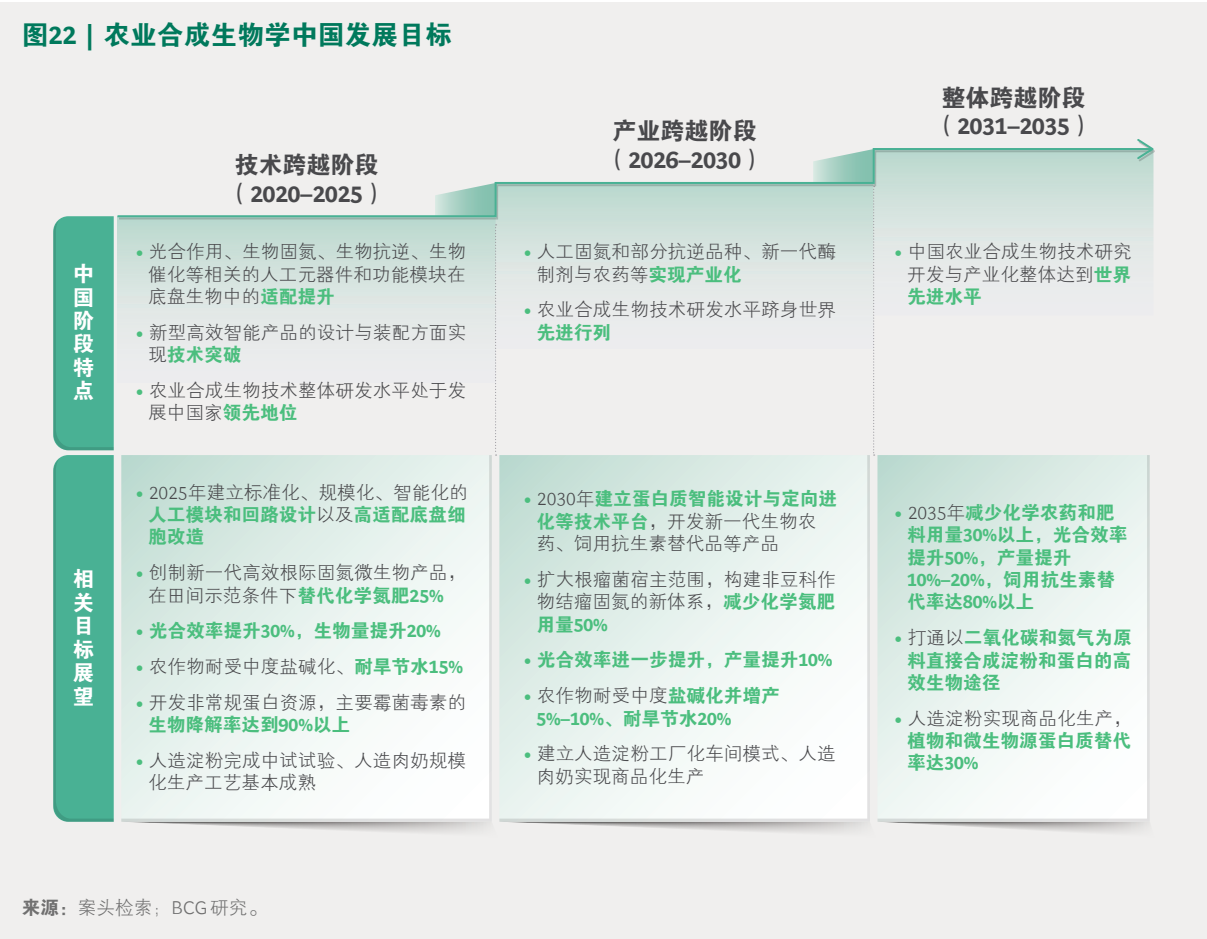 图22 | 农业合成生物学中国发展目标
技术跨越阶段
（2020–2025）
产业跨越阶段
（2026–2030）
整体跨越阶段
（2031–2035）
中国阶段特点
• 光合作用、生物固氮、生物抗逆、生物
催化等相关的人工元器件和功能模块在
底盘生物中的适配提升
• 新型高效智能产品的设计与装配方面实
现技术突破
• 农业合成生物技术整体研发水平处于发
展中国家领先地位
• 人工固氮和部分抗逆品种、新一代酶
制剂与农药等实现产业化
• 农业合成生物技术研发水平跻身世界
先进行列
• 中国农业合成生物技术研究
开发与产业化整体达到世界
先进水平
相关目标展望
• 2025年建立标准化、规模化、智能化的
人工模块和回路设计以及高适配底盘细
胞改造
• 创制新一代高效根际固氮微生物产品，
在田间示范条件下替代化学氮肥25%
• 光合效率提升30%，生物量提升20%
• 农作物耐受中度盐碱化、耐旱节水15%
• 开发非常规蛋白资源，主要霉菌毒素的
生物降解率达到90%以上
• 人造淀粉完成中试试验、人造肉奶规模
化生产工艺基本成熟
• 2030年建立蛋白质智能设计与定向进
化等技术平台，开发新一代生物农
药、饲用抗生素替代品等产品
• 扩大根瘤菌宿主范围，构建非豆科作
物结瘤固氮的新体系，减少化学氮肥
用量50%
• 光合效率进一步提升，产量提升10%
• 农作物耐受中度盐碱化并增产
5%–10%、耐旱节水20%
• 建立人造淀粉工厂化车间模式、人造
肉奶实现商品化生产
• 2035年减少化学农药和肥
料用量30%以上，光合效率
提升50%，产量提升
10%–20%，饲用抗生素替
代率达80%以上
• 打通以二氧化碳和氮气为原
料直接合成淀粉和蛋白的高
效生物途径
• 人造淀粉实现商品化生产，
植物和微生物源蛋白质替代
率达30%
来源：案头检索；BCG研究。